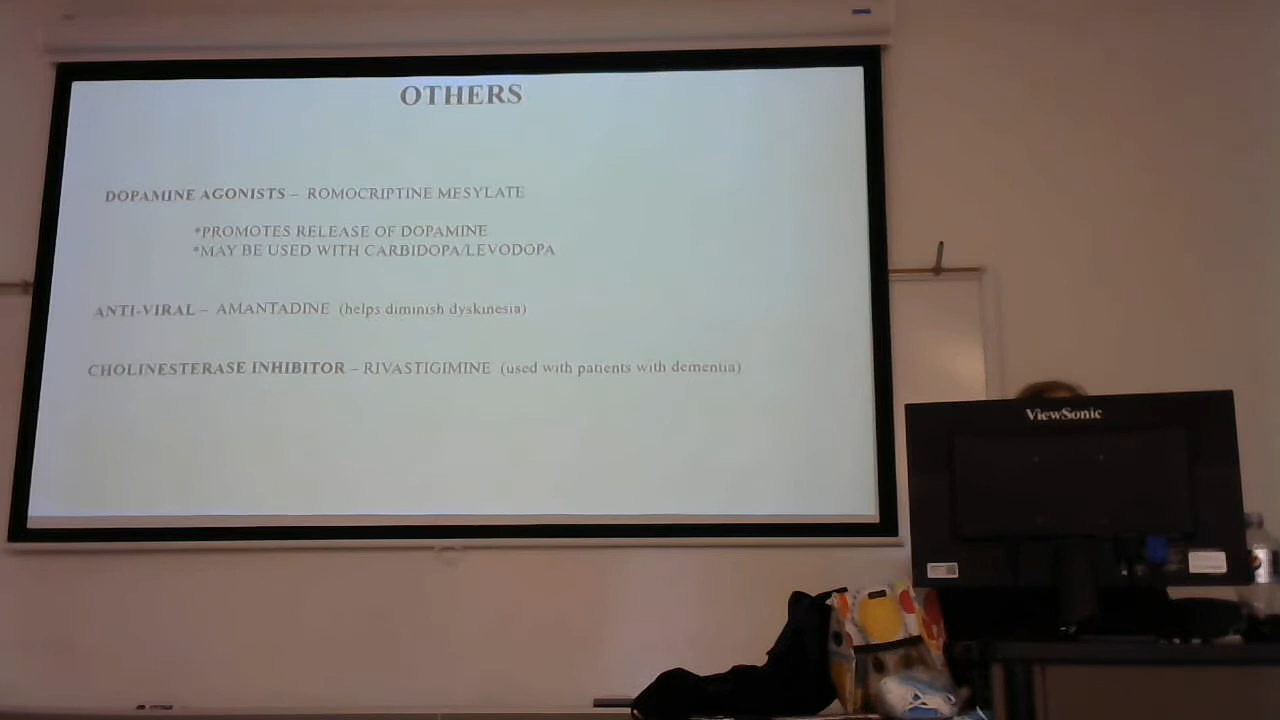 OTHERS
DOPAMINE AGONISTS – ROMOCRIPTINE MESYLATE
*PROMOTES RELEASE OF DOPAMINE
*MAY BE USED WITH CARBIDOPA/LEVODOPA
ANTI-VIRAL – AMANTADINE (helps diminish dyskinesia)
CHOLINESTERASE INHIBITOR – RIVASTIGIMINE (used with patients with dementia)
ViewSonic